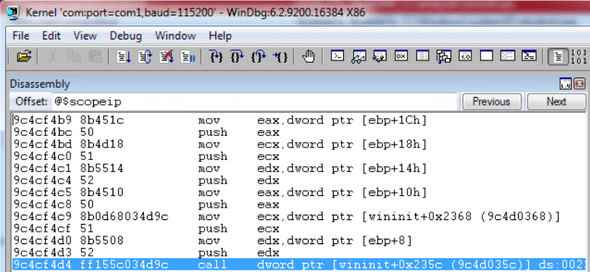 Kernel 'com:port=com1,baud=115200' - WinDbg:6.2.9200.16384 X86
File Edit View Debug Window Help
Disassembly
Offset: @$scopeip Previous Next
9c4cf4b9 8b451c mov eax,dword ptr [ebp+1Ch]
9c4cf4bc 50 push eax
9c4cf4bd 8b4d18 mov ecx,dword ptr [ebp+18h]
9c4cf4c0 51 push ecx
9c4cf4c1 8b5514 mov edx,dword ptr [ebp+14h]
9c4cf4c4 52 push edx
9c4cf4c5 8b4510 mov eax,dword ptr [ebp+10h]
9c4cf4c8 50 push eax
9c4cf4c9 8b0d68034d9c mov ecx,dword ptr [wininit+0x2368 (9c4d0368)]
9c4cf4cf 51 push ecx
9c4cf4d0 8b5508 mov edx,dword ptr [ebp+8]
9c4cf4d3 52 push edx
9c4cf4d4 ff155c034d9c call dword ptr [wininit+0x235c (9c4d035c)] ds:002